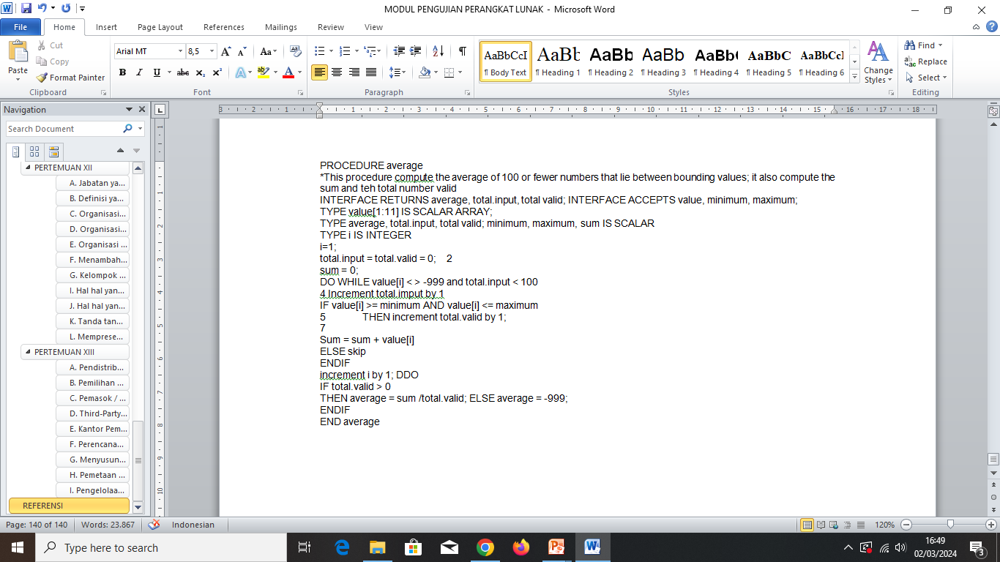 MODUL PENGUJIAN PERANGKAT LUNAK - Microsoft Word
File Home Insert Page Layout References Mailings Review View
Paste
Cut
Copy
Format Painter
Clipboard
Arial MT 8,5
Font
Paragraph
AaBbCcI AaBb AaBb AaBb AaBb( AaBbC AaBbCcI
¶ Body Text ¶ Heading 1 ¶ Heading 2 ¶ Heading 3 ¶ Heading 4 ¶ Heading 5 ¶ Heading 6
Change Styles
Styles
Find
Replace
Select
Editing
Navigation
Search Document
PERTEMUAN XII
A. Jabatan ya...
B. Definisi ya...
C. Organisasi...
D. Organisasi...
E. Organisasi ...
F. Menambah...
G. Kelompok ...
I. Hal hal yan...
J. Hal hal yan...
K. Tanda tan...
L. Memprese...
PERTEMUAN XIII
A. Pendistrib...
B. Pemilihan ...
C. Pemasok / ...
D. Third-Party...
E. Kantor Pem...
F. Perencana...
G. Menyusun...
H. Pemetaan ...
I. Pengelolaa...
REFERENSI
PROCEDURE average
*This procedure compute the average of 100 or fewer numbers that lie between bounding values; it also compute the
sum and teh total number valid
INTERFACE RETURNS average, total.input, total valid; INTERFACE ACCEPTS value, minimum, maximum;
TYPE value[1:11] IS SCALAR ARRAY;
TYPE average, total.input, total valid; minimum, maximum, sum IS SCALAR
TYPE i IS INTEGER
i=1;
total.input = total.valid = 0; 2
sum = 0;
DO WHILE value[i] < > -999 and total.input < 100
4 Increment total.imput by 1
IF value[i] >= minimum AND value[i] <= maximum
5 THEN increment total.valid by 1;
7
Sum = sum + value[i]
ELSE skip
ENDIF
increment i by 1; DDO
IF total.valid > 0
THEN average = sum /total.valid; ELSE average = -999;
ENDIF
END average
Page: 140 of 140 Words: 23.867 Indonesian 120%
Type here to search
16:49
02/03/2024
3